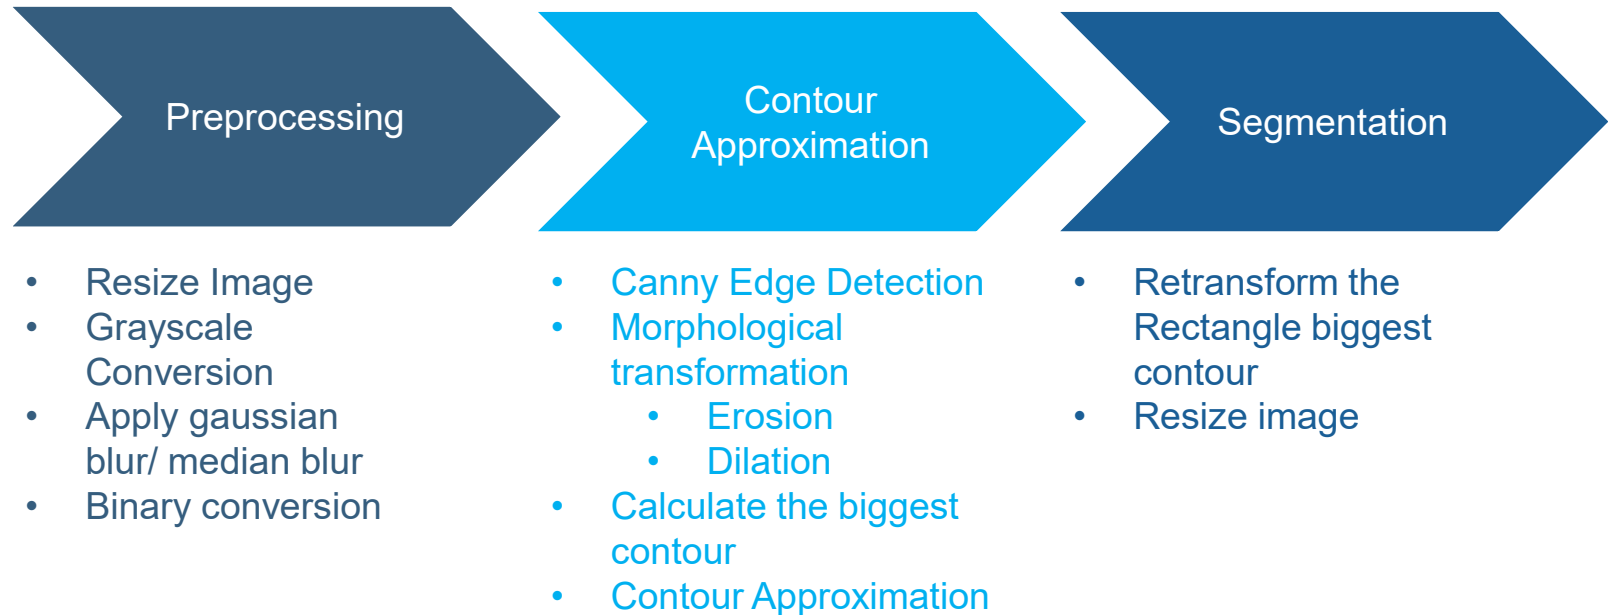 Preprocessing
Contour
Approximation
Segmentation
• Resize Image
• Grayscale
Conversion
• Apply gaussian
blur/ median blur
• Binary conversion
• Canny Edge Detection
• Morphological
transformation
• Erosion
• Dilation
• Calculate the biggest
contour
• Contour Approximation
• Retransform the
Rectangle biggest
contour
• Resize image